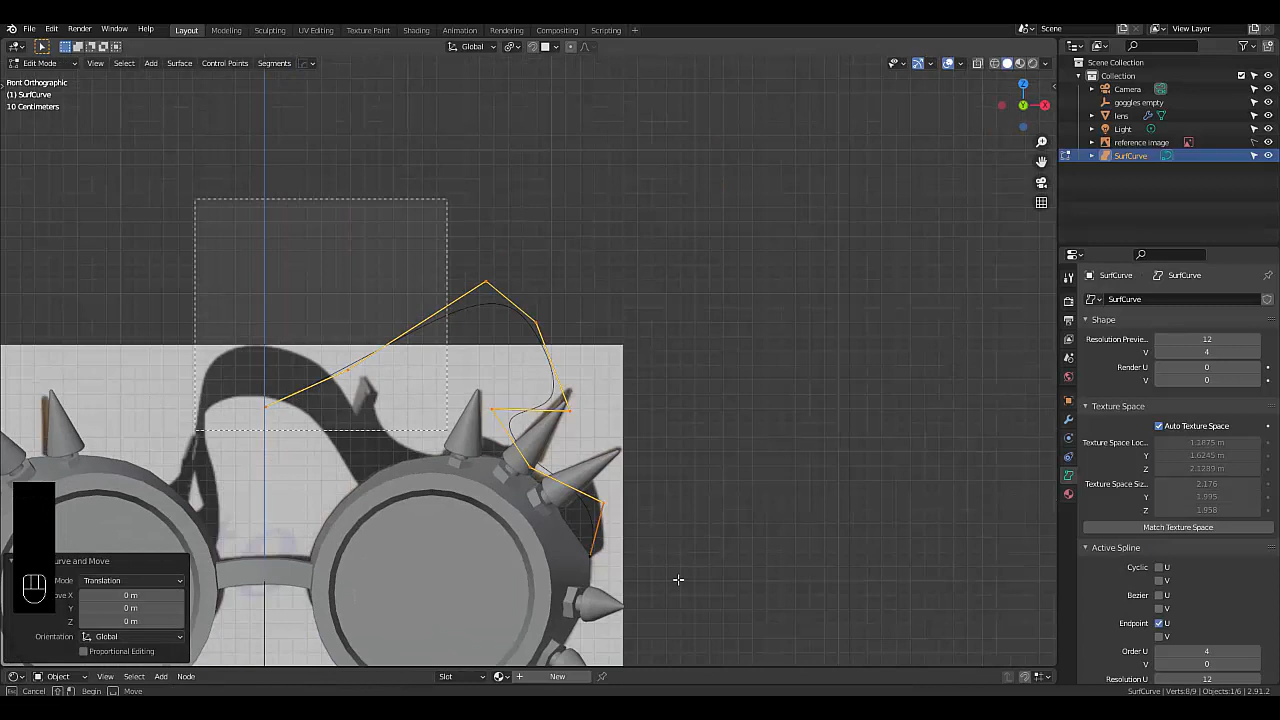 File Edit Render Window Help Layout Modeling Sculpting UV Editing Texture Paint Shading Animation Rendering Compositing Scripting + Scene View Layer
Global
Edit Mode View Select Add Surface Control Points Segments
Front Orthographic
(1) SurfCurve
10 Centimeters
Z
Y
X
Scene Collection
Collection
Camera
goggles empty
lens
Light
reference image
SurfCurve
SurfCurve SurfCurve
SurfCurve
Shape
Resolution Previe... 12
V 4
Render U 0
V 0
Texture Space
Auto Texture Space
Texture Space Loc... 1.1875 m
Y 1.6245 m
Z 2.1289 m
Texture Space Siz... 2.176
Y 1.995
Z 1.958
Match Texture Space
Active Spline
Cyclic U
V
Bezier U
V
Endpoint U
V
Order U 4
V 0
Resolution U 12
urve and Move
Mode Translation
ove X 0 m
Y 0 m
Z 0 m
Orientation Global
Proportional Editing
Object View Select Add Node Slot New
Cancel Begin Move SurfCurve | Verts:8/9 | Objects:1/6 | 2.91.2